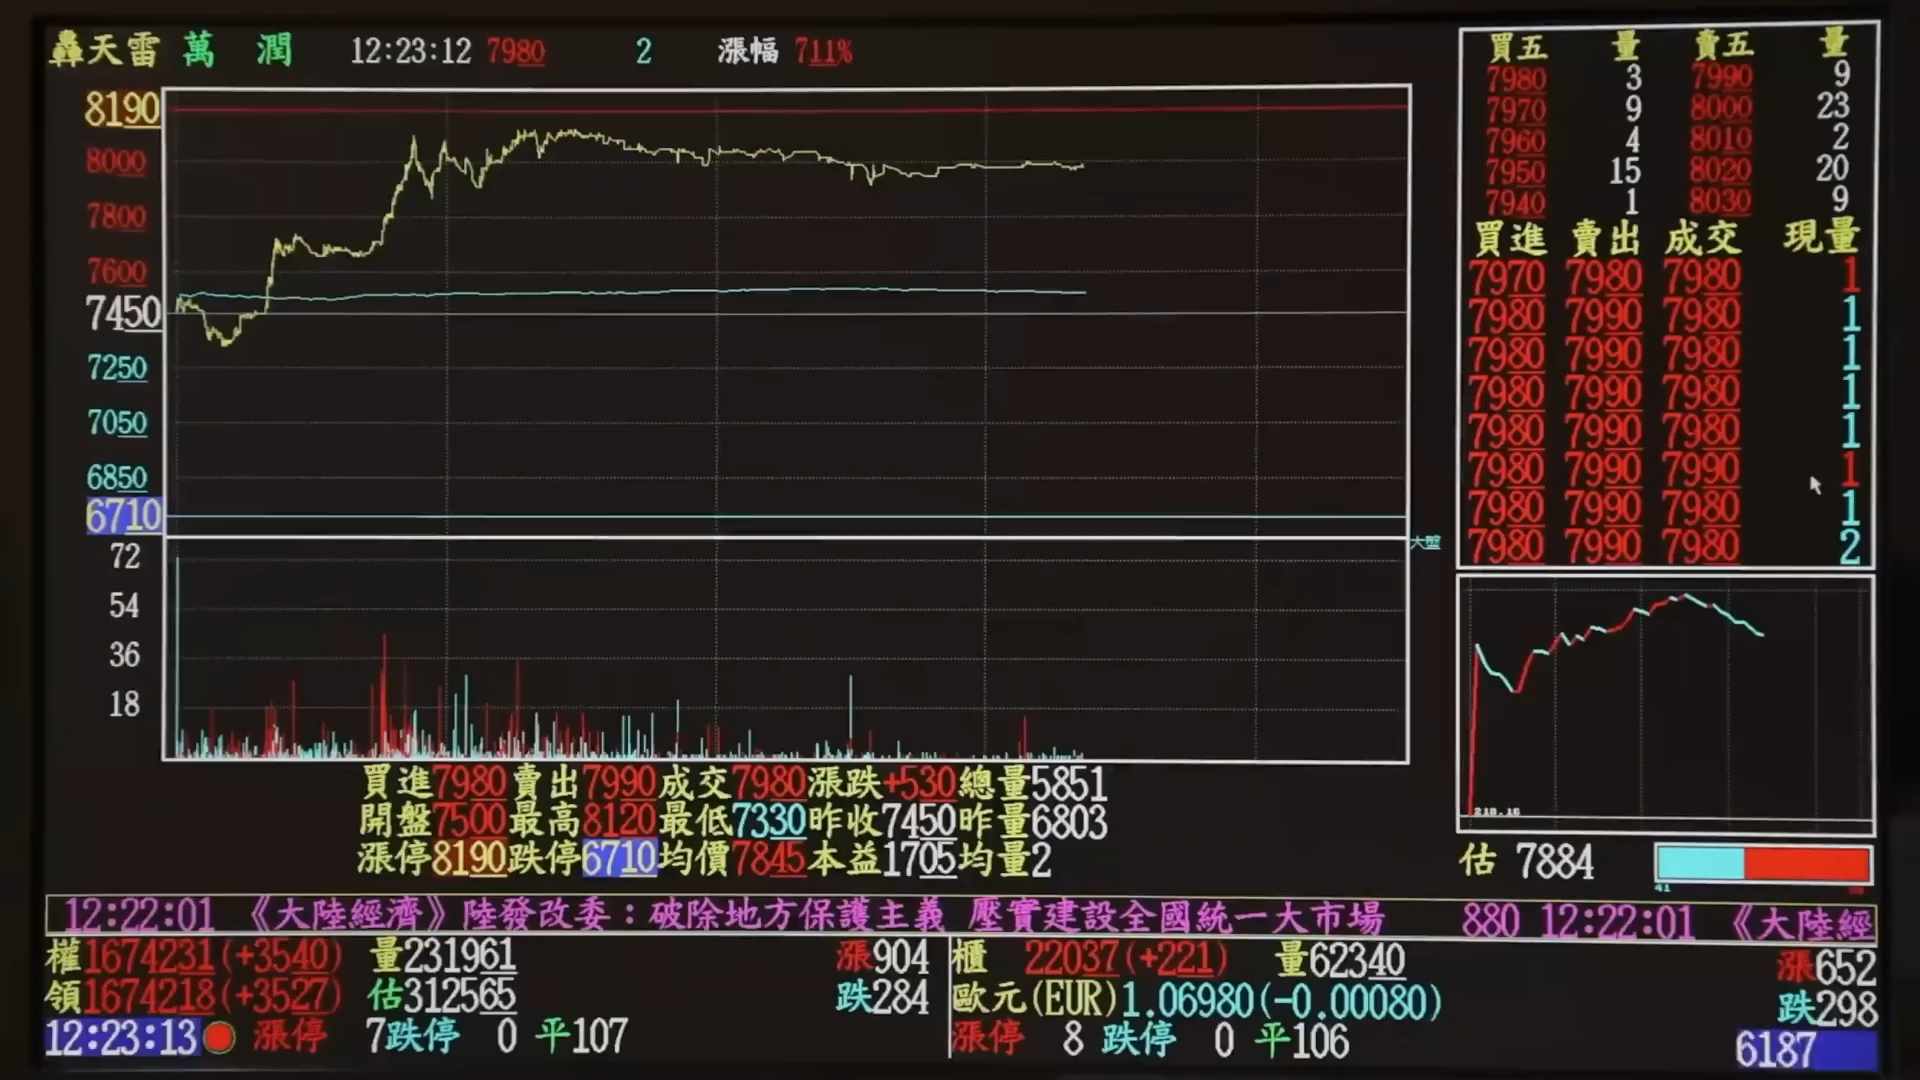 轟天雷 萬 潤 12:23:12 7980 2 漲幅 711%
8190
8000
7800
7600
7450
7250
7050
6850
6710
72
54
36
18
大盤
買五 量 賣五 量
7980 3 7990 9
7970 9 8000 23
7960 4 8010 2
7950 15 8020 20
7940 1 8030 9
買進 賣出 成交 現量
7970 7980 7980 1
7980 7990 7980 1
7980 7990 7980 1
7980 7990 7980 1
7980 7990 7980 1
7980 7990 7990 1
7980 7990 7980 1
7980 7990 7980 2
218.16
估 7884
41
買進7980賣出7990成交7980漲跌+530總量5851
開盤7500最高8120最低7330昨收7450昨量6803
漲停8190跌停6710均價7845本益1705均量2
12:22:01 《大陸經濟》陸發改委：破除地方保護主義 壓實建設全國統一大市場 880 12:22:01 《大陸經
權1674231(+3540) 量231961 漲904
領1674218(+3527) 估312565 跌284
12:23:13 漲停 7跌停 0 平107
櫃 22037(+221) 量62340 漲652
歐元(EUR)1.06980(-0.00080) 跌298
漲停 8 跌停 0 平106 6187